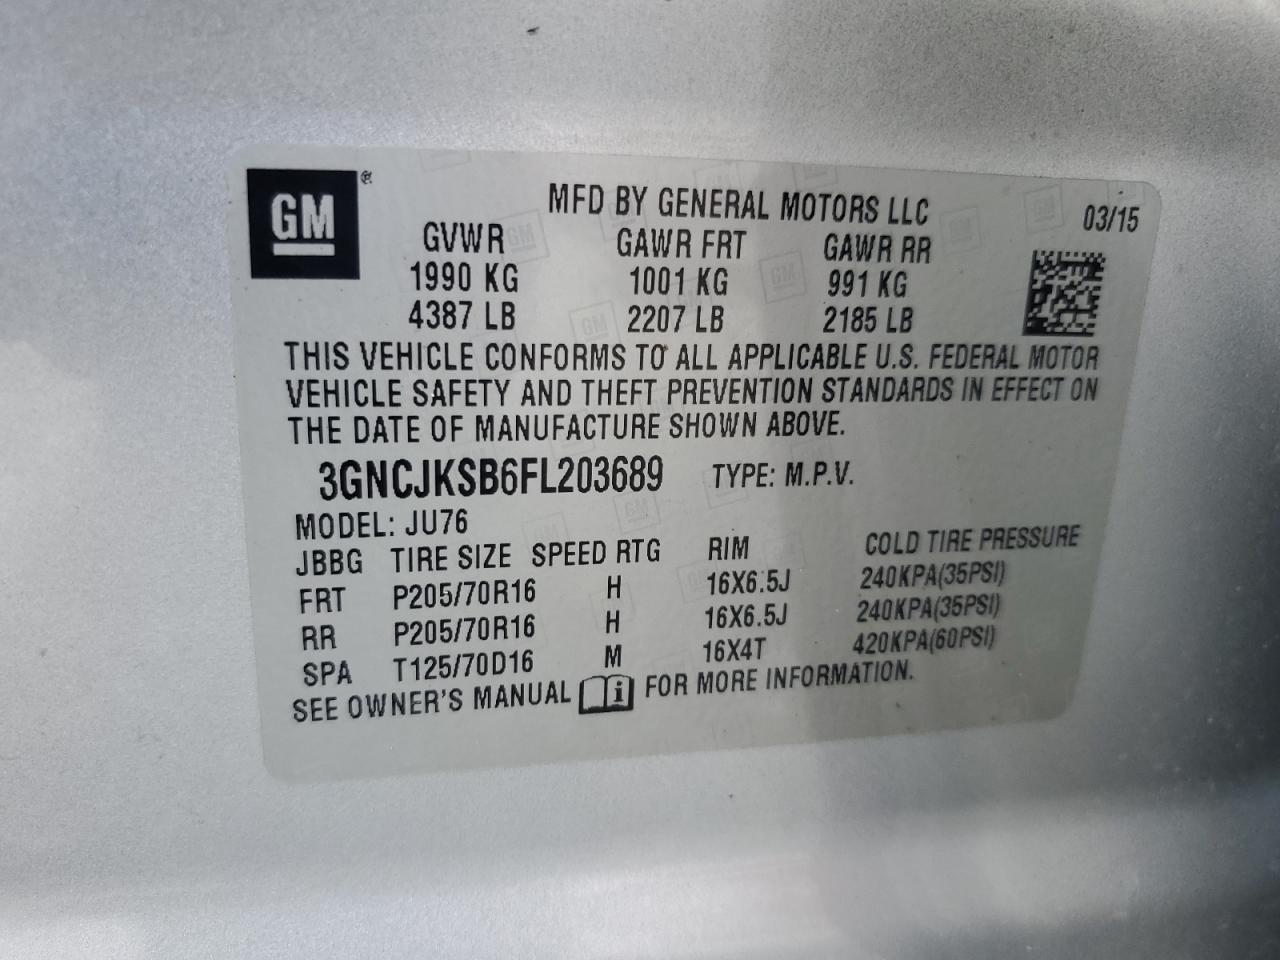 GM ®
MFD BY GENERAL MOTORS LLC 03/15
GVWR GAWR FRT GAWR RR
1990 KG 1001 KG 991 KG
4387 LB 2207 LB 2185 LB
THIS VEHICLE CONFORMS TO ALL APPLICABLE U.S. FEDERAL MOTOR
VEHICLE SAFETY AND THEFT PREVENTION STANDARDS IN EFFECT ON
THE DATE OF MANUFACTURE SHOWN ABOVE.
3GNCJKSB6FL203689 TYPE: M.P.V.
MODEL: JU76
JBBG TIRE SIZE SPEED RTG RIM COLD TIRE PRESSURE
FRT P205/70R16 H 16X6.5J 240KPA(35PSI)
RR P205/70R16 H 16X6.5J 240KPA(35PSI)
SPA T125/70D16 M 16X4T 420KPA(60PSI)
SEE OWNER'S MANUAL i FOR MORE INFORMATION.